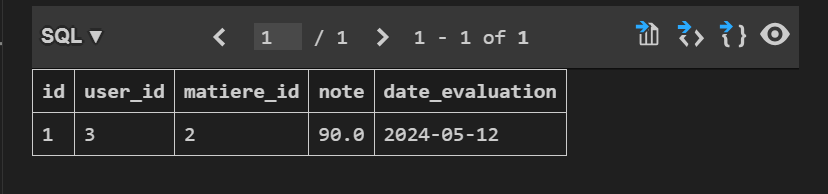 SQL ▼ < 1 / 1 > 1 - 1 of 1
id user_id matiere_id note date_evaluation
1 3 2 90.0 2024-05-12